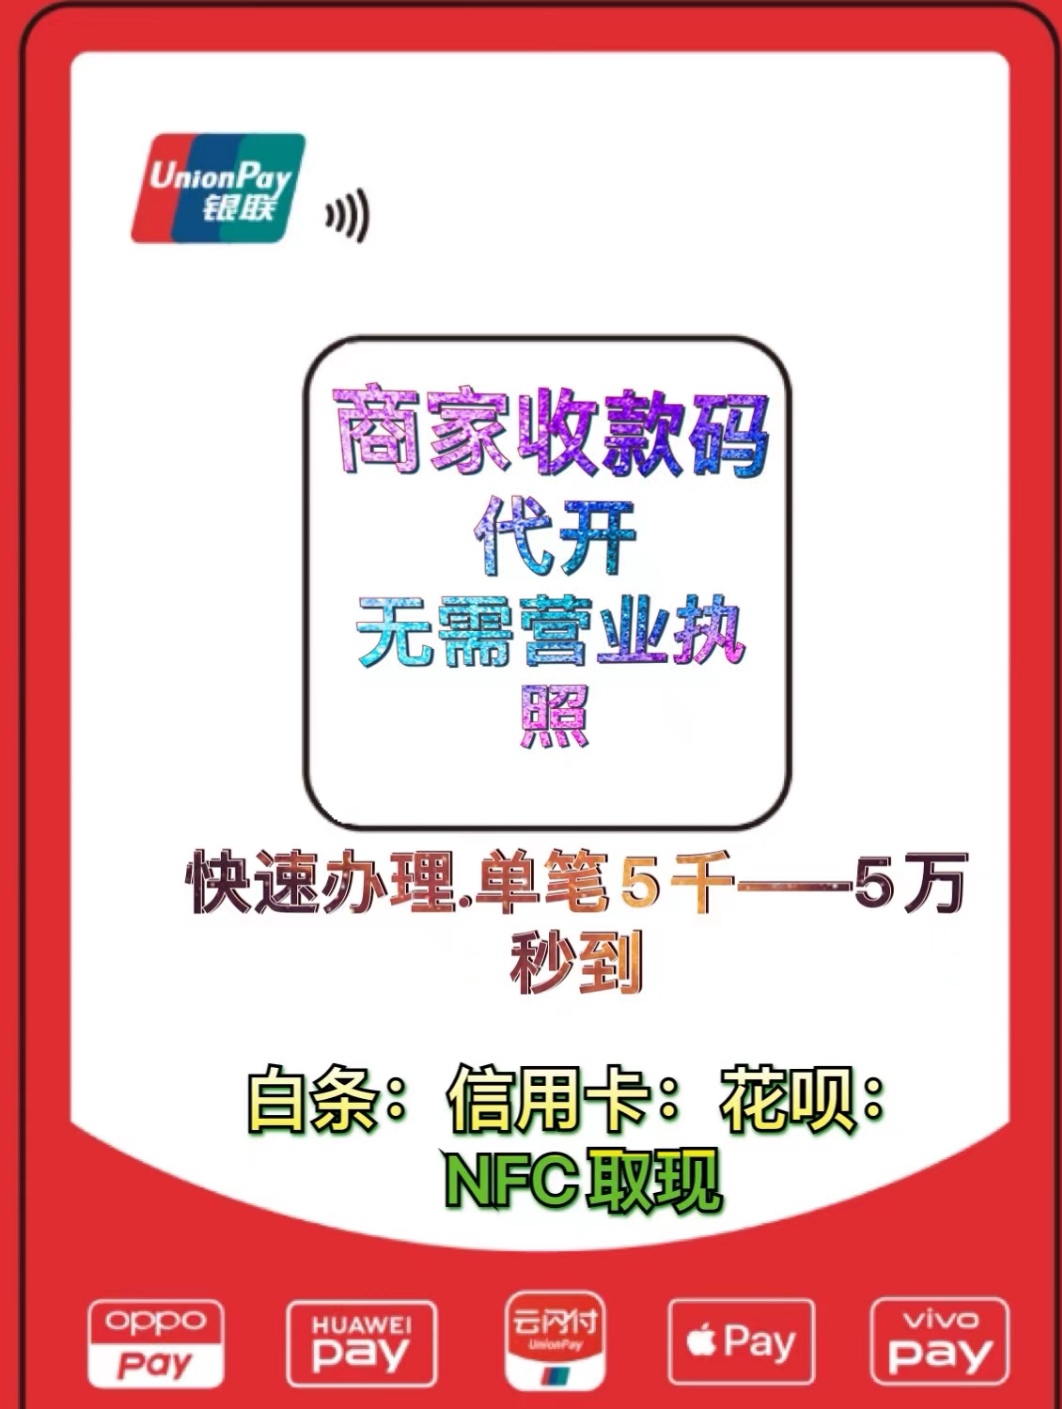 UnionPay
银联
商家收款码
代开
无需营业执
照
快速办理.单笔5千——5万
秒到
白条：信用卡：花呗：
NFC取现
oppo
pay
HUAWEI
pay
云闪付
UnionPay
Pay
vivo
pay